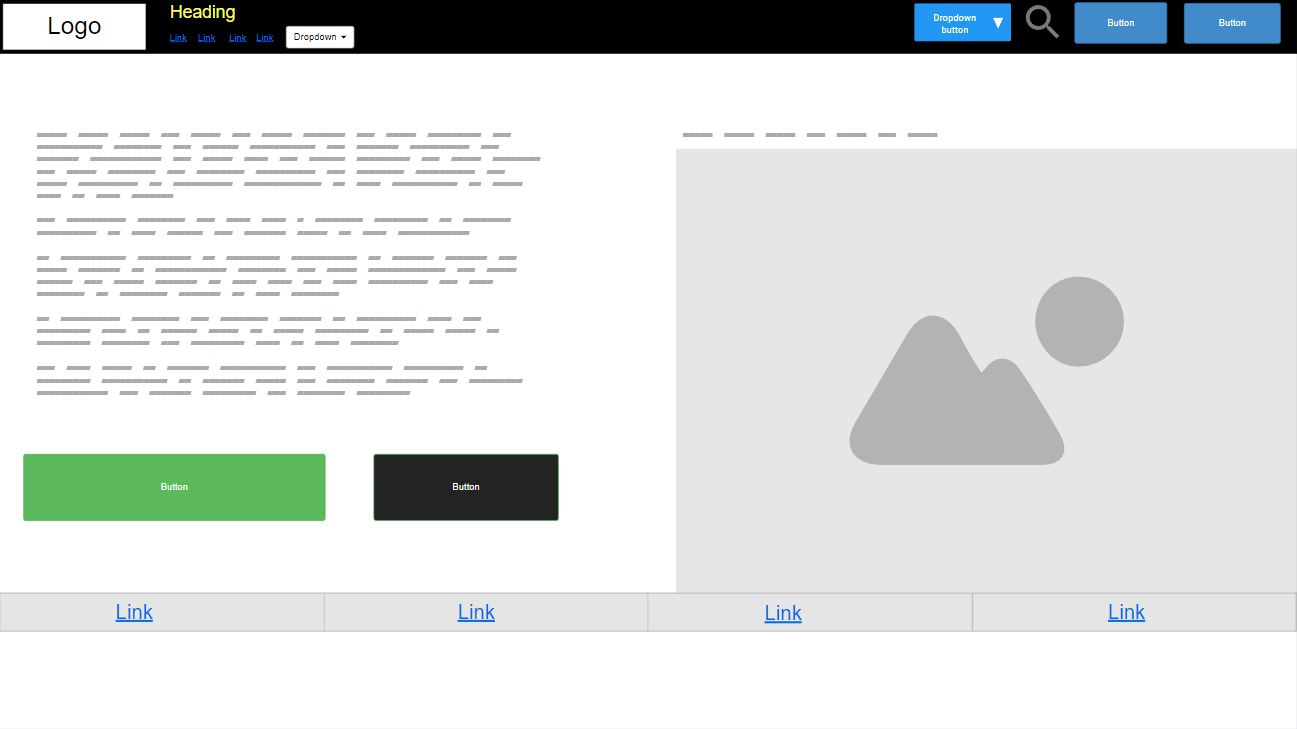 Logo
Heading
Link Link Link Link Dropdown
Dropdown
button
Button
Button
Button
Button
Link
Link
Link
Link